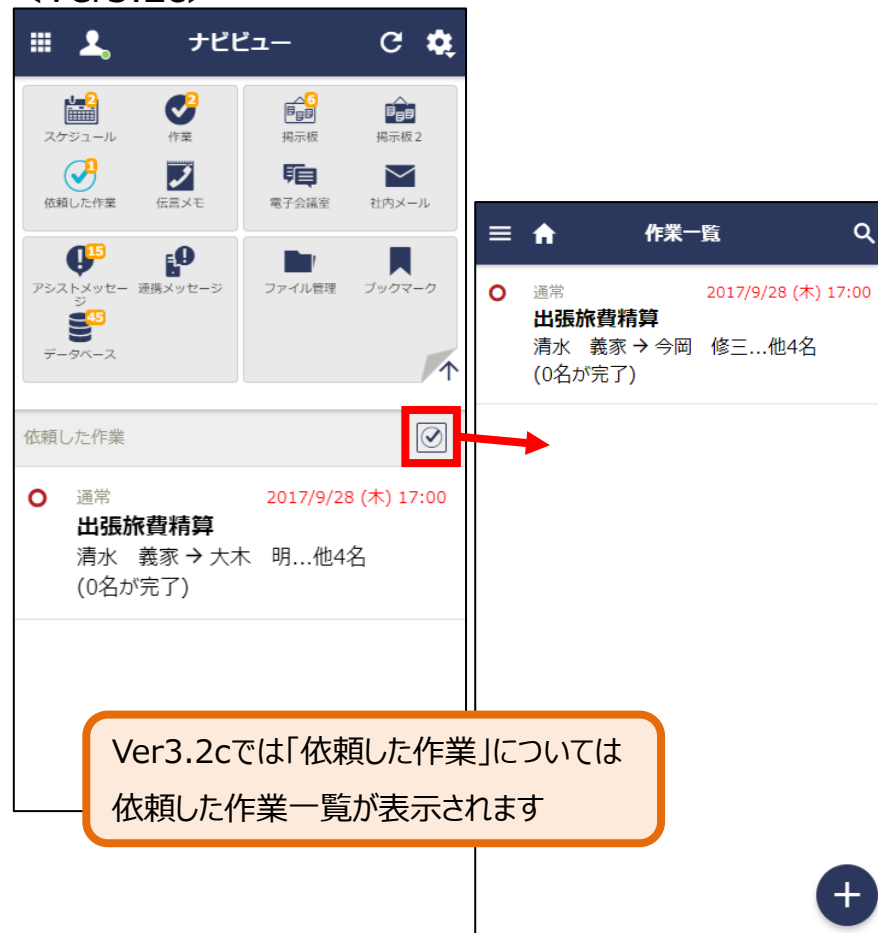 <Ver3.2c>
ナビビュー
2
2
6
スケジュール 作業 掲示板 掲示板2
1
依頼した作業 伝言メモ 電子会議室 社内メール
15
アシストメッセージ 連携メッセージ ファイル管理 ブックマーク
45
データベース
依頼した作業
通常 2017/9/28 (木) 17:00
出張旅費精算
清水 義家→大木 明...他4名
(0名が完了)
作業一覧
通常 2017/9/28 (木) 17:00
出張旅費精算
清水 義家→今岡 修三...他4名
(0名が完了)
Ver3.2cでは「依頼した作業」については
依頼した作業一覧が表示されます